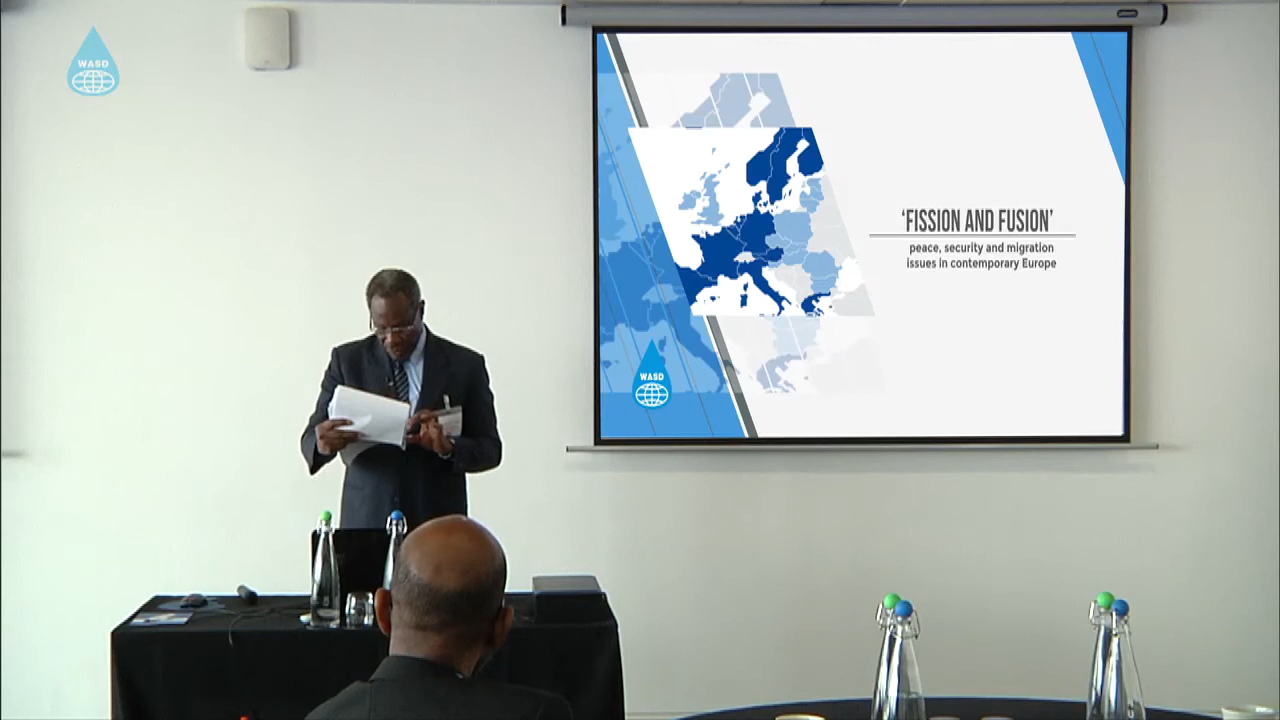 WASD
‘FISSION AND FUSION’
peace, security and migration
issues in contemporary Europe
WASD